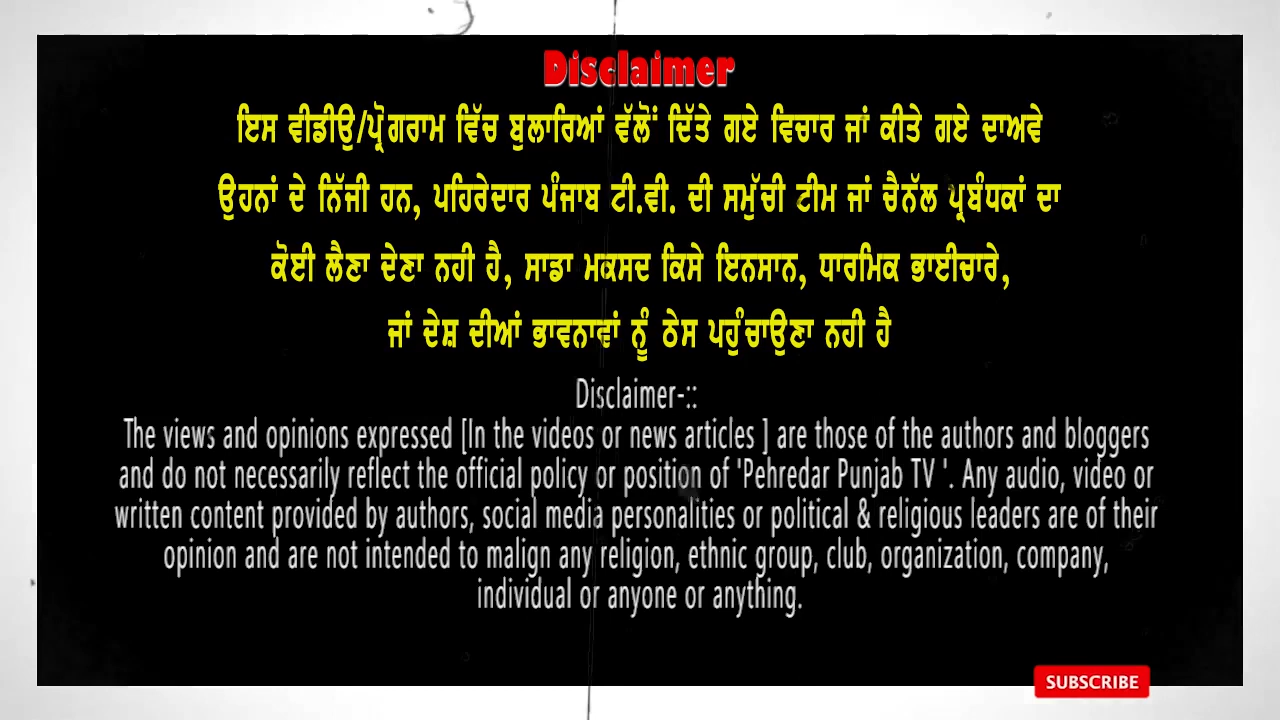 Disclaimer
ਇਸ ਵੀਡੀਉ/ਪ੍ਰੋਗਰਾਮ ਵਿੱਚ ਬੁਲਾਰਿਆਂ ਵੱਲੋਂ ਦਿੱਤੇ ਗਏ ਵਿਚਾਰ ਜਾਂ ਕੀਤੇ ਗਏ ਦਾਅਵੇ
ਉਹਨਾਂ ਦੇ ਨਿੱਜੀ ਹਨ, ਪਹਿਰੇਦਾਰ ਪੰਜਾਬ ਟੀ.ਵੀ. ਦੀ ਸਮੁੱਚੀ ਟੀਮ ਜਾਂ ਚੈਨੱਲ ਪ੍ਰਬੰਧਕਾਂ ਦਾ
ਕੋਈ ਲੈਣਾ ਦੇਣਾ ਨਹੀ ਹੈ, ਸਾਡਾ ਮਕਸਦ ਕਿਸੇ ਇਨਸਾਨ, ਧਾਰਮਿਕ ਭਾਈਚਾਰੇ,
ਜਾਂ ਦੇਸ਼ ਦੀਆਂ ਭਾਵਨਾਵਾਂ ਨੂੰ ਠੇਸ ਪਹੁੰਚਾਉਣਾ ਨਹੀ ਹੈ
Disclaimer-::
The views and opinions expressed [In the videos or news articles ] are those of the authors and bloggers
and do not necessarily reflect the official policy or position of 'Pehredar Punjab TV '. Any audio, video or
written content provided by authors, social media personalities or political & religious leaders are of their
opinion and are not intended to malign any religion, ethnic group, club, organization, company,
individual or anyone or anything.
SUBSCRIBE